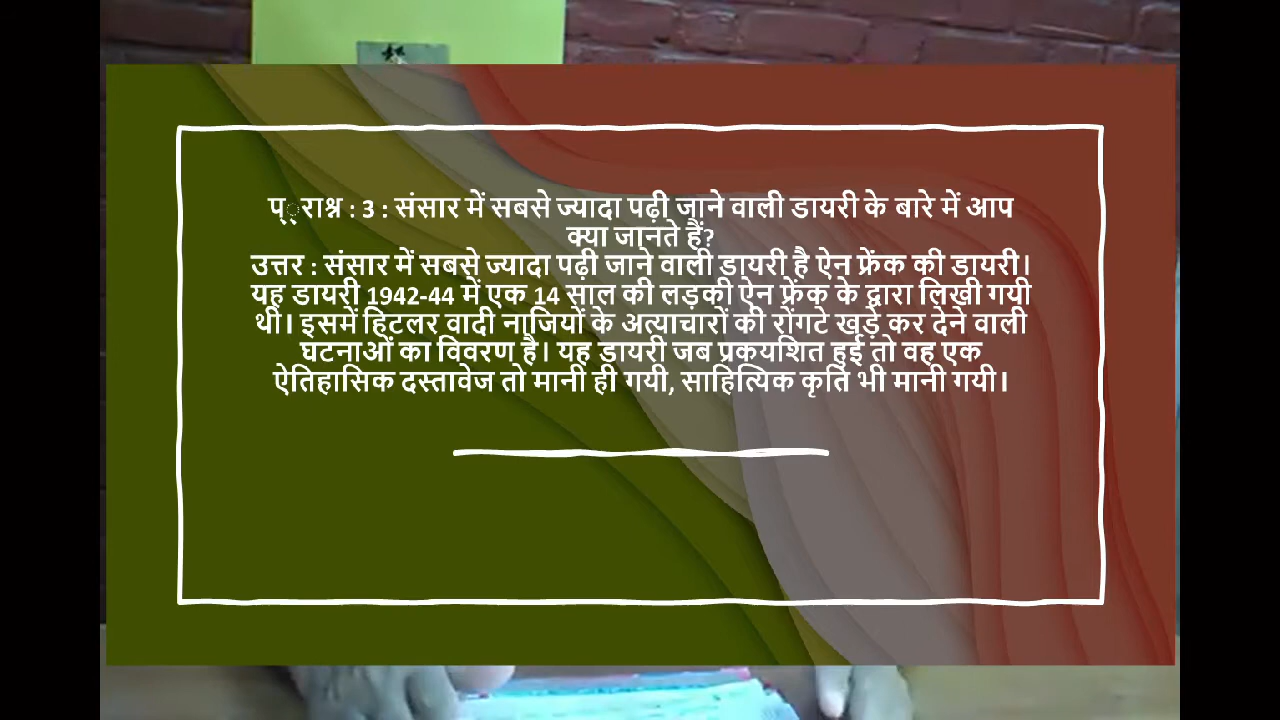 प््राश्न : 3 : संसार में सबसे ज्यादा पढ़ी जाने वाली डायरी के बारे में आप
क्या जानते हैं?
उत्तर : संसार में सबसे ज्यादा पढ़ी जाने वाली डायरी है ऐन फ्रेंक की डायरी।
यह डायरी 1942-44 में एक 14 साल की लड़की ऐन फ्रेंक के द्वारा लिखी गयी
थी। इसमें हिटलर वादी नाजियों के अत्याचारों की रोंगटे खड़े कर देने वाली
घटनाओं का विवरण है। यह डायरी जब प्रकयशित हुई तो वह एक
ऐतिहासिक दस्तावेज तो मानी ही गयी, साहित्यिक कृति भी मानी गयी।